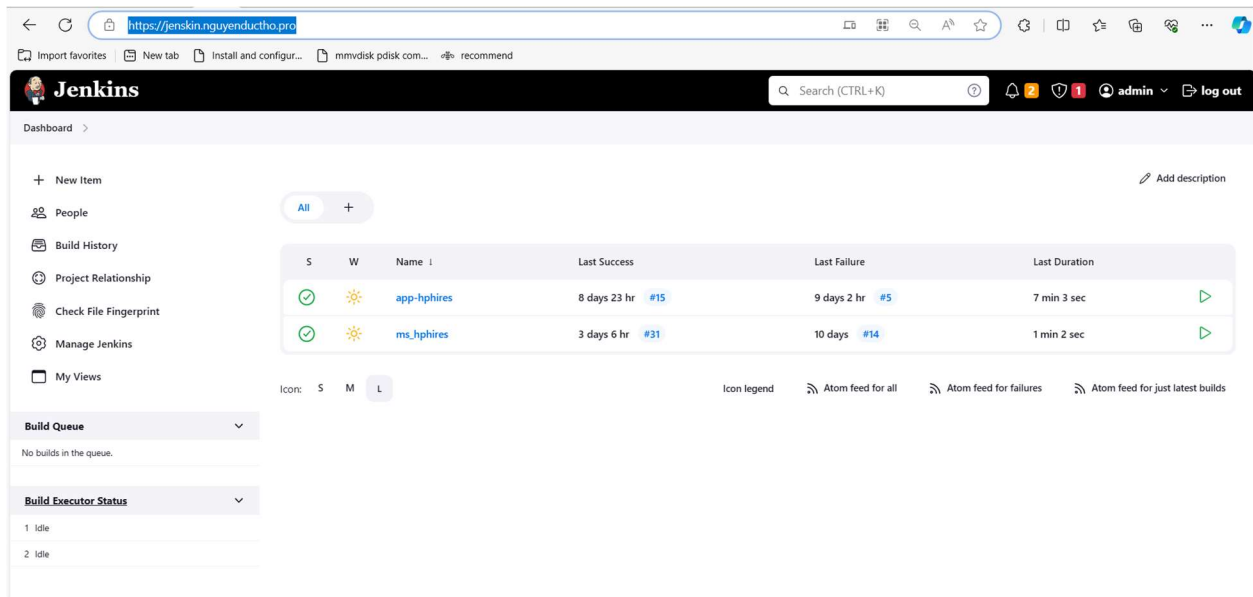 https://jenskin.nguyenductho.pro
Import favorites New tab Install and configur... mmvdisk pdisk com... recommend
Jenkins Search (CTRL+K) 2 1 admin log out
Dashboard
New Item Add description
People All +
Build History
S W Name ↓ Last Success Last Failure Last Duration
Project Relationship
app-hphires 8 days 23 hr #15 9 days 2 hr #5 7 min 3 sec
Check File Fingerprint
ms_hphires 3 days 6 hr #31 10 days #14 1 min 2 sec
Manage Jenkins
My Views
Icon: S M L Icon legend Atom feed for all Atom feed for failures Atom feed for just latest builds
Build Queue
No builds in the queue.
Build Executor Status
1 Idle
2 Idle